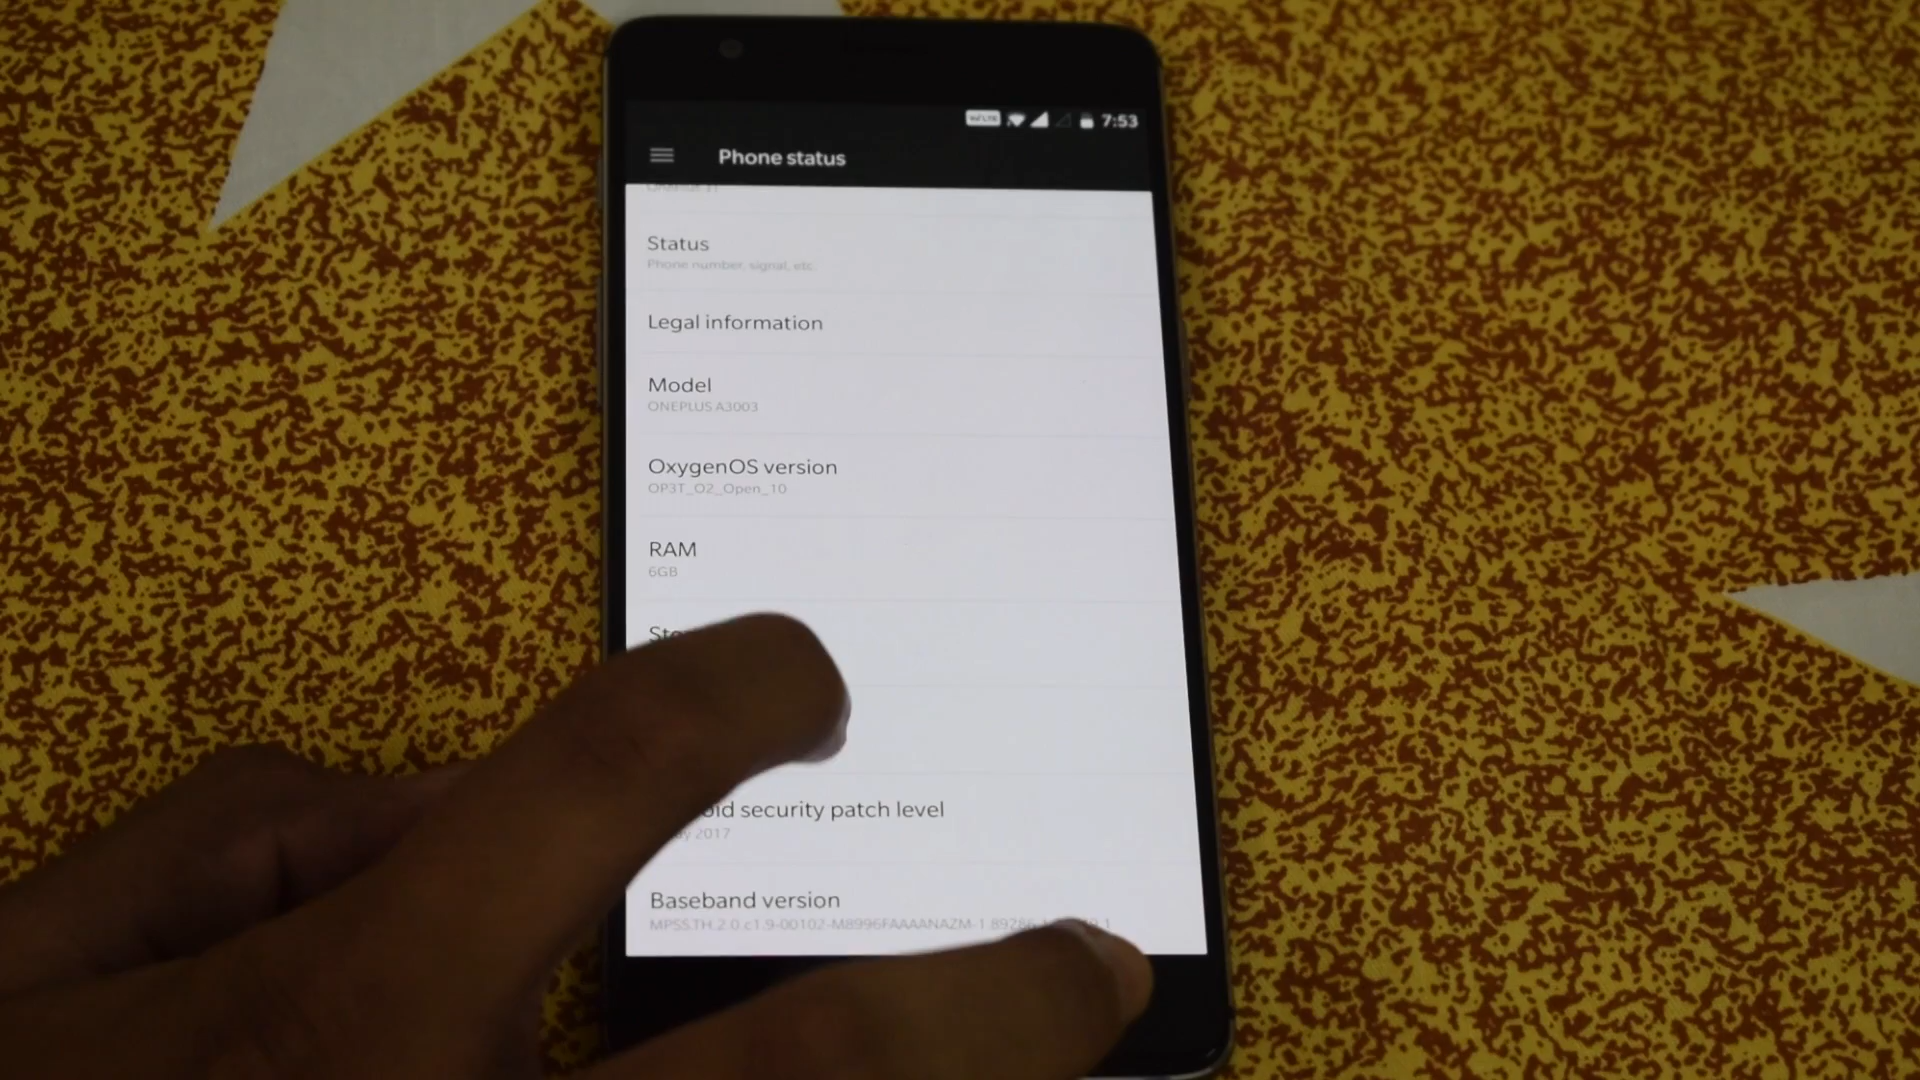 VoLTE 7:53
Phone status
Status
Phone number, signal, etc.
Legal information
Model
ONEPLUS A3003
OxygenOS version
OP3T_O2_Open_10
RAM
6GB
security patch level
2017
Baseband version